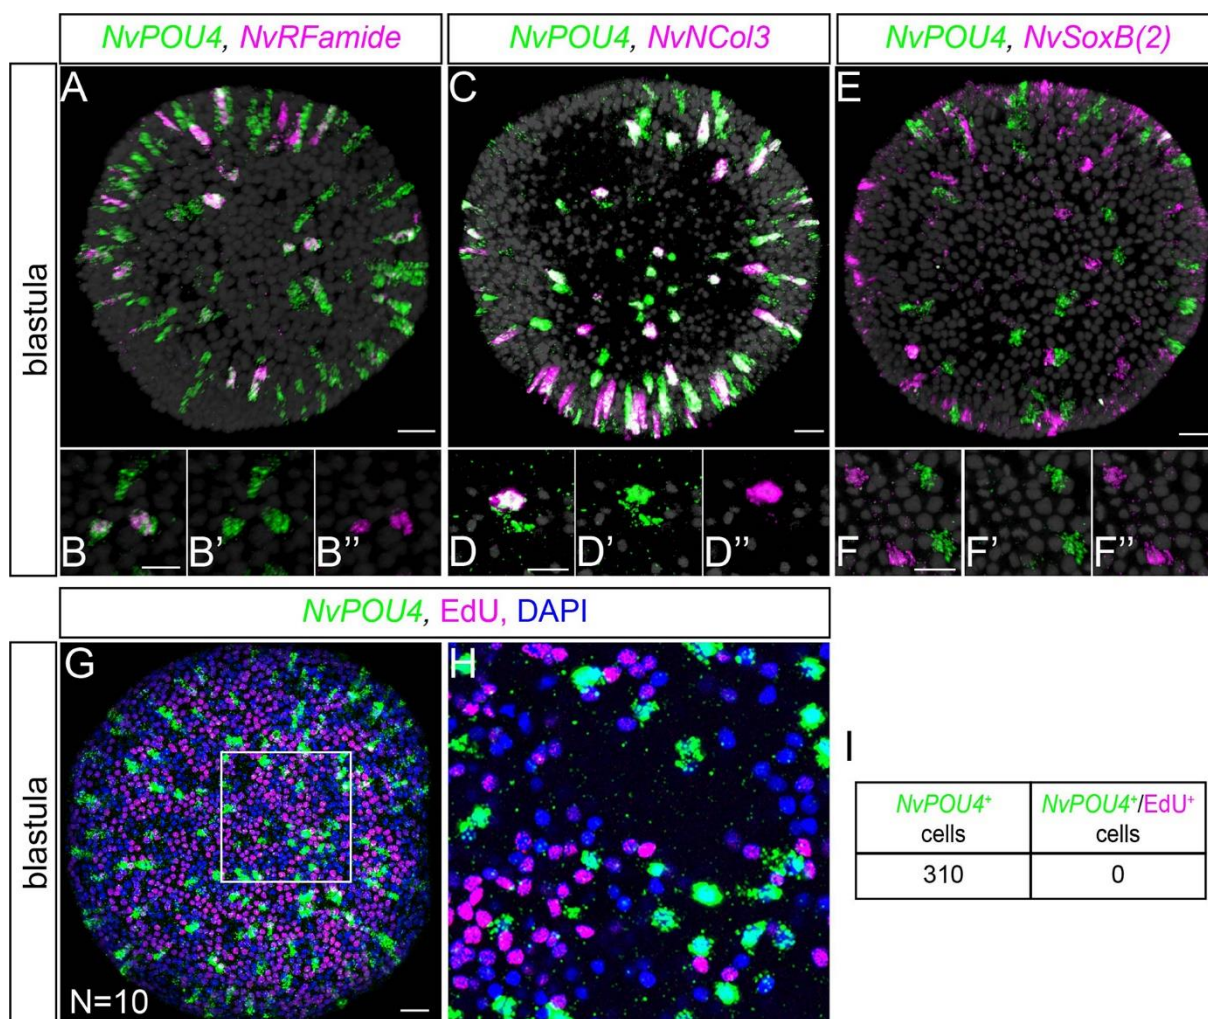 NvPOU4, NvRFamide
NvPOU4, NvNCol3
NvPOU4, NvSoxB(2)
blastula
A
C
E
B
B'
B''
D
D'
D''
F
F'
F''
NvPOU4, EdU, DAPI
blastula
G
N=10
H
I
NvPOU4⁺
cells
NvPOU4⁺/EdU⁺
cells
310
0